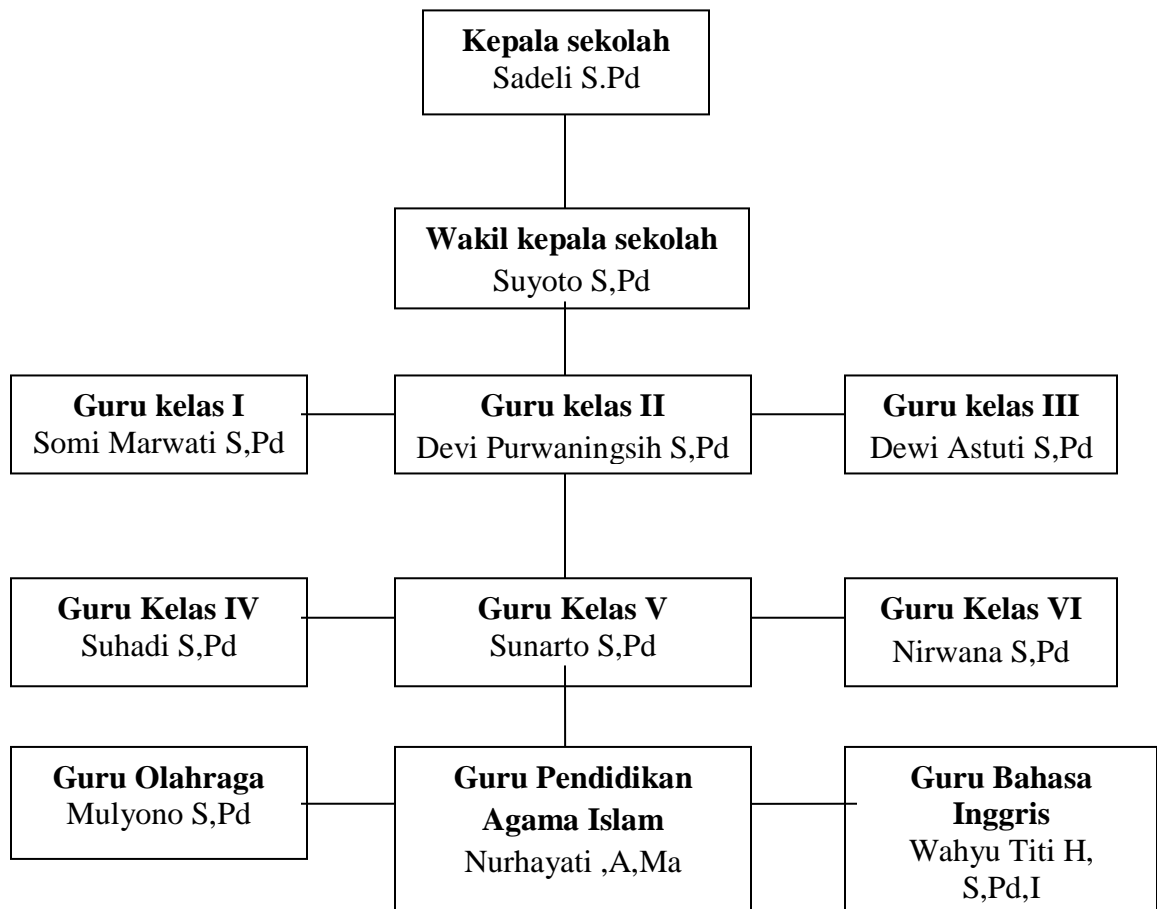 Kepala sekolah
Sadeli S.Pd
Wakil kepala sekolah
Suyoto S,Pd
Guru kelas I
Somi Marwati S,Pd
Guru kelas II
Devi Purwaningsih S,Pd
Guru kelas III
Dewi Astuti S,Pd
Guru Kelas IV
Suhadi S,Pd
Guru Kelas V
Sunarto S,Pd
Guru Kelas VI
Nirwana S,Pd
Guru Olahraga
Mulyono S,Pd
Guru Pendidikan
Agama Islam
Nurhayati ,A,Ma
Guru Bahasa
Inggris
Wahyu Titi H,
S,Pd,I